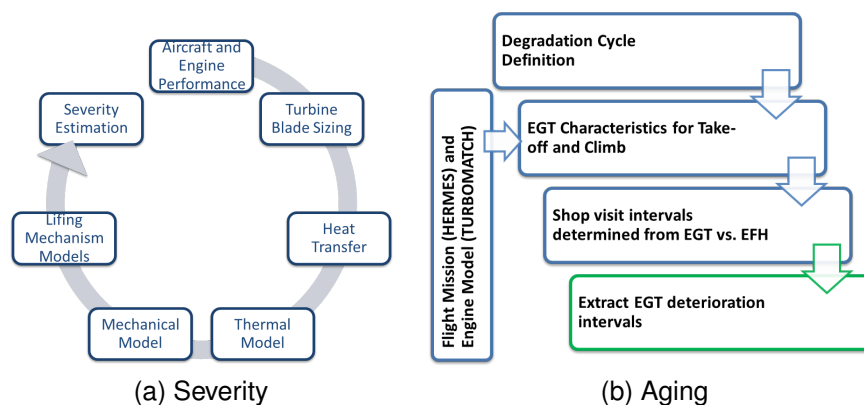 Aircraft and
Engine
Performance
Turbine
Blade Sizing
Heat
Transfer
Thermal
Model
Mechanical
Model
Lifing
Mechanism
Models
Severity
Estimation
(a) Severity
Flight Mission (HERMES) and
Engine Model (TURBOMATCH)
Degradation Cycle
Definition
EGT Characteristics for Take-
off and Climb
Shop visit intervals
determined from EGT vs. EFH
Extract EGT deterioration
intervals
(b) Aging